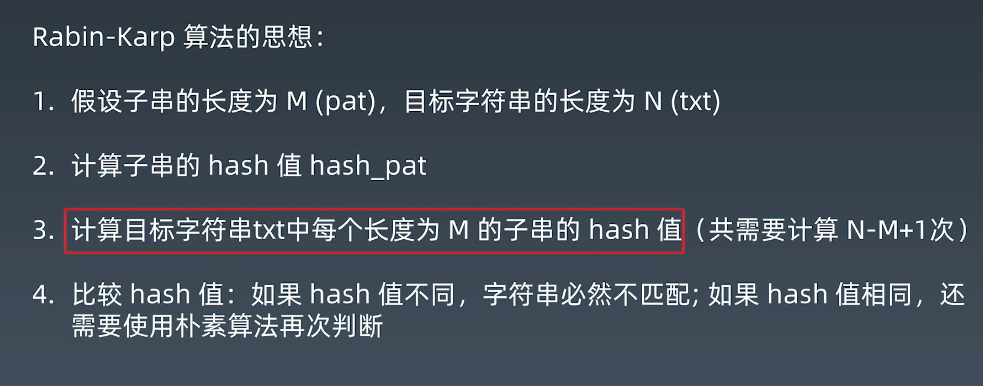 Rabin-Karp 算法的思想：
1. 假设子串的长度为 M (pat)，目标字符串的长度为 N (txt)
2. 计算子串的 hash 值 hash_pat
3. 计算目标字符串txt中每个长度为 M 的子串的 hash 值（共需要计算 N-M+1次）
4. 比较 hash 值：如果 hash 值不同，字符串必然不匹配; 如果 hash 值相同，还
需要使用朴素算法再次判断